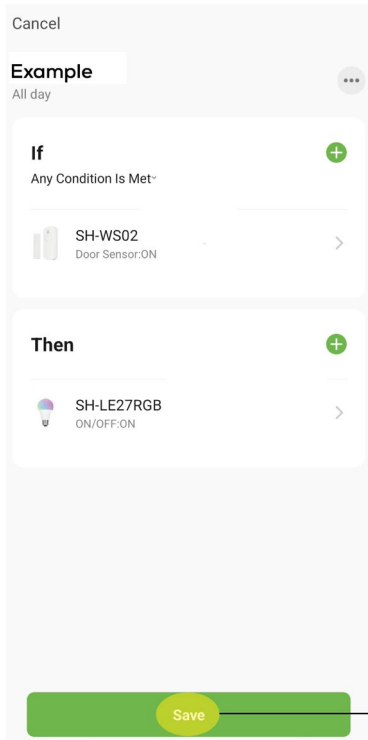 Cancel
Example
All day
If
Any Condition Is Met
SH-WS02
Door Sensor:ON
Then
SH-LE27RGB
ON/OFF:ON
Save